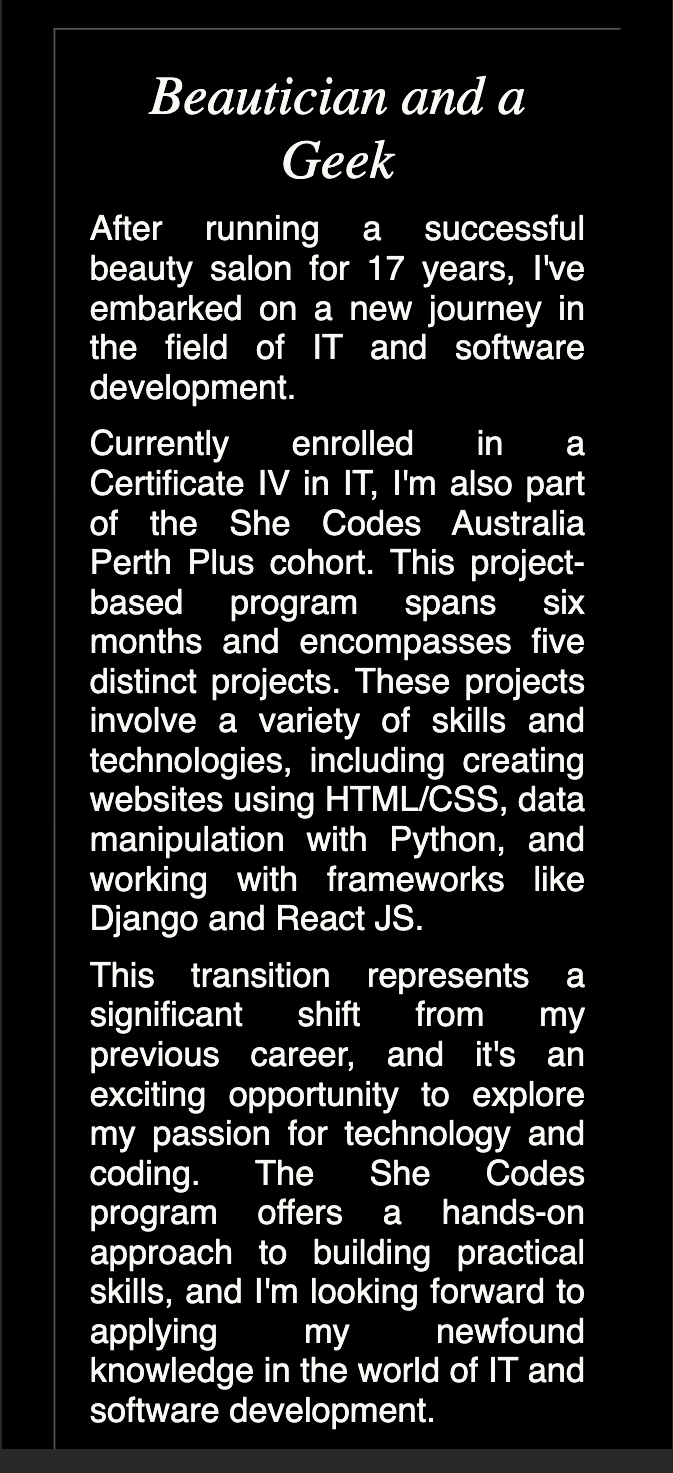 Beautician and a
Geek
After running a successful
beauty salon for 17 years, I've
embarked on a new journey in
the field of IT and software
development.
Currently enrolled in a
Certificate IV in IT, I'm also part
of the She Codes Australia
Perth Plus cohort. This project-
based program spans six
months and encompasses five
distinct projects. These projects
involve a variety of skills and
technologies, including creating
websites using HTML/CSS, data
manipulation with Python, and
working with frameworks like
Django and React JS.
This transition represents a
significant shift from my
previous career, and it's an
exciting opportunity to explore
my passion for technology and
coding. The She Codes
program offers a hands-on
approach to building practical
skills, and I'm looking forward to
applying my newfound
knowledge in the world of IT and
software development.